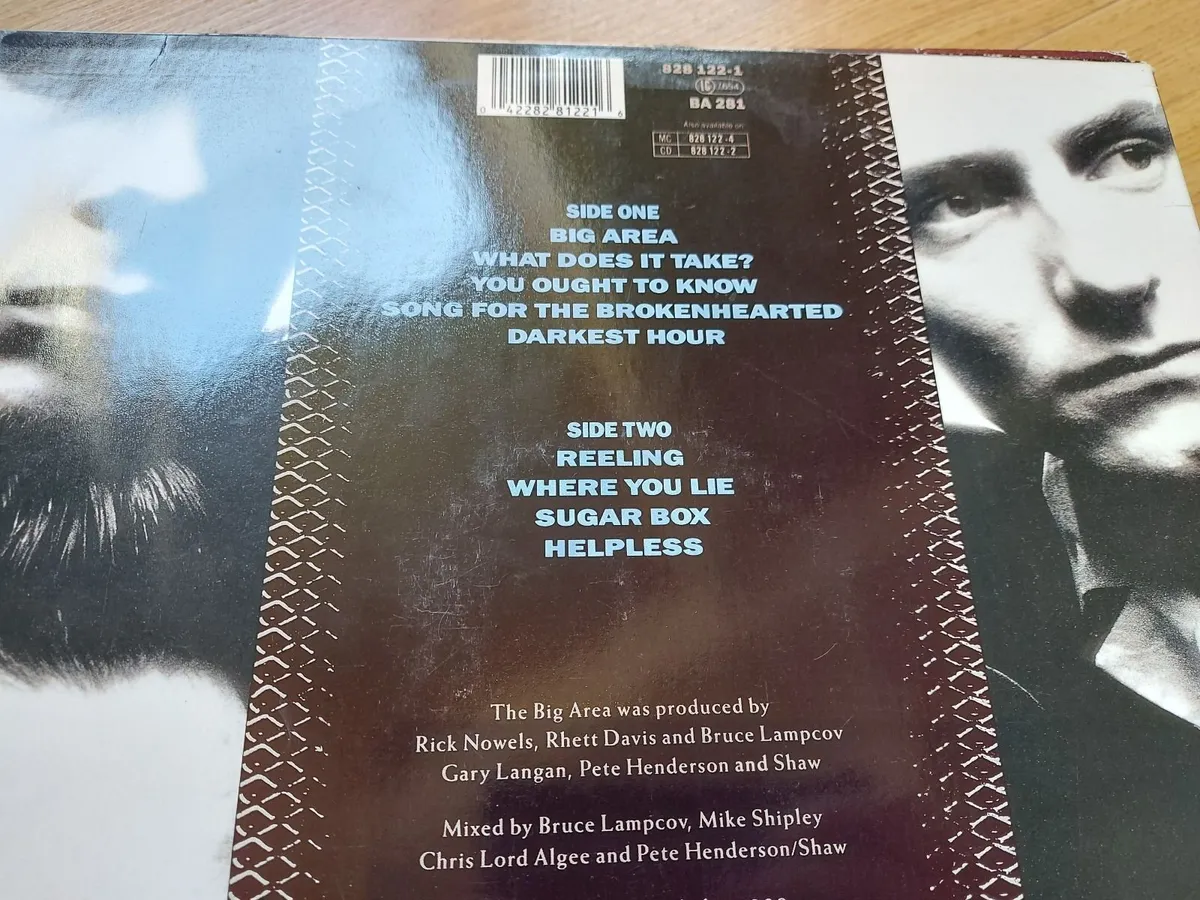 0 42282 81221 6
828 122-1
BA 281
Also available on
MC 828 122-4
CD 828 122-2
SIDE ONE
BIG AREA
WHAT DOES IT TAKE?
YOU OUGHT TO KNOW
SONG FOR THE BROKENHEARTED
DARKEST HOUR
SIDE TWO
REELING
WHERE YOU LIE
SUGAR BOX
HELPLESS
The Big Area was produced by
Rick Nowels, Rhett Davis and Bruce Lampcov
Gary Langan, Pete Henderson and Shaw
Mixed by Bruce Lampcov, Mike Shipley
Chris Lord Algee and Pete Henderson/Shaw